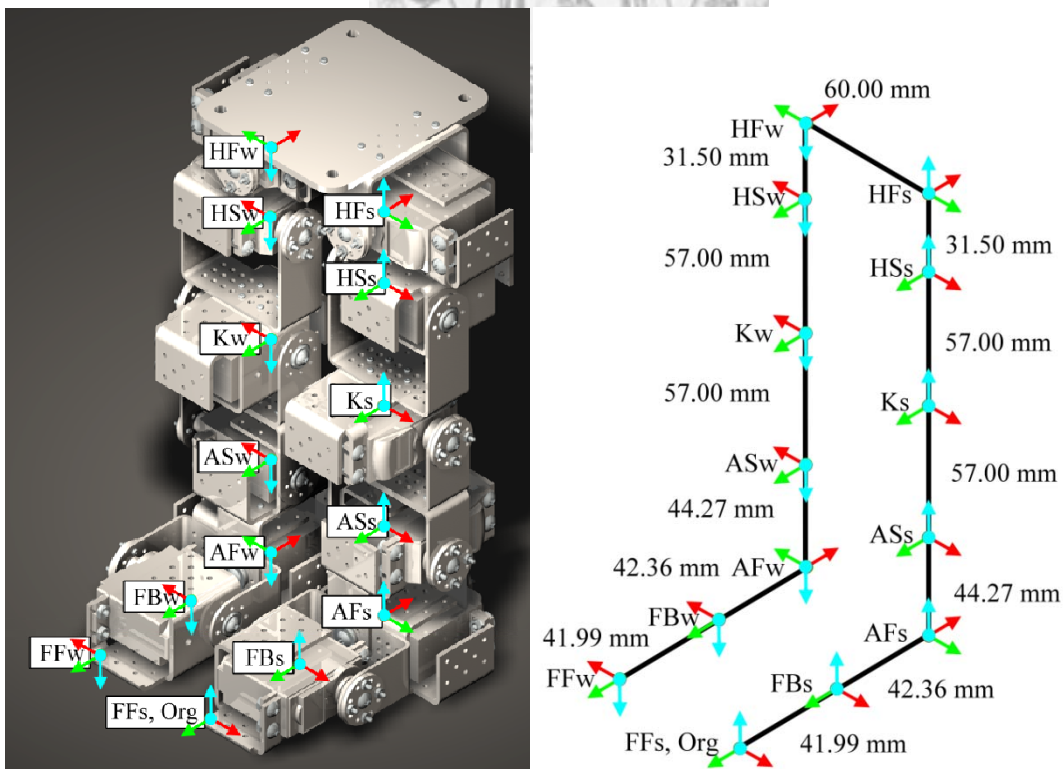 HFw
HSw
HFs
HSs
Kw
Ks
ASw
ASs
AFw
FBw
AFs
FFw
FBs
FFs, Org
60.00 mm
HFw
31.50 mm
HSw
HFs
31.50 mm
57.00 mm
HSs
Kw
57.00 mm
57.00 mm
Ks
ASw
57.00 mm
44.27 mm
ASs
42.36 mm
AFw
44.27 mm
FBw
AFs
41.99 mm
FFw
FBs
42.36 mm
FFs, Org
41.99 mm